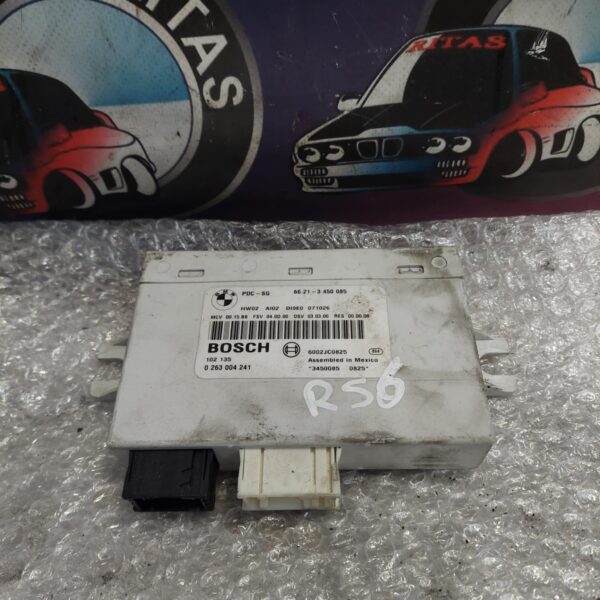 RITAS
RITAS
PDC-SG 66 21-3 450 085
HW02 AI02 DI9E0 071026
MCV 00.15.88 FSV 04.00.00 OSV 03.03.00 RES 00.00.00
BOSCH 6002JC0825
102 135 Assembled in Mexico
0 263 004 241 *3450085 0825*
R56